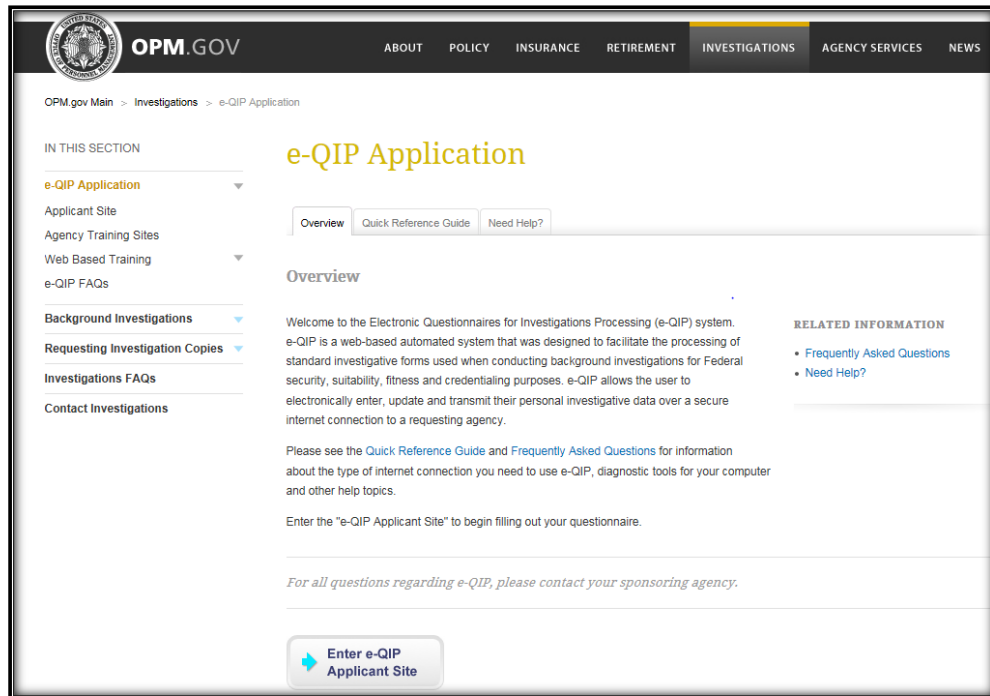 UNITED STATES
OF PERSONNEL MANAGEMENT
OPM.GOV
ABOUT POLICY INSURANCE RETIREMENT INVESTIGATIONS AGENCY SERVICES NEWS
OPM.gov Main > Investigations > e-QIP Application
IN THIS SECTION
e-QIP Application
Applicant Site
Agency Training Sites
Web Based Training
e-QIP FAQs
Background Investigations
Requesting Investigation Copies
Investigations FAQs
Contact Investigations
e-QIP Application
Overview Quick Reference Guide Need Help?
Overview
Welcome to the Electronic Questionnaires for Investigations Processing (e-QIP) system.
e-QIP is a web-based automated system that was designed to facilitate the processing of
standard investigative forms used when conducting background investigations for Federal
security, suitability, fitness and credentialing purposes. e-QIP allows the user to
electronically enter, update and transmit their personal investigative data over a secure
internet connection to a requesting agency.
Please see the Quick Reference Guide and Frequently Asked Questions for information
about the type of internet connection you need to use e-QIP, diagnostic tools for your computer
and other help topics.
Enter the "e-QIP Applicant Site" to begin filling out your questionnaire.
For all questions regarding e-QIP, please contact your sponsoring agency.
Enter e-QIP
Applicant Site
RELATED INFORMATION
• Frequently Asked Questions
• Need Help?